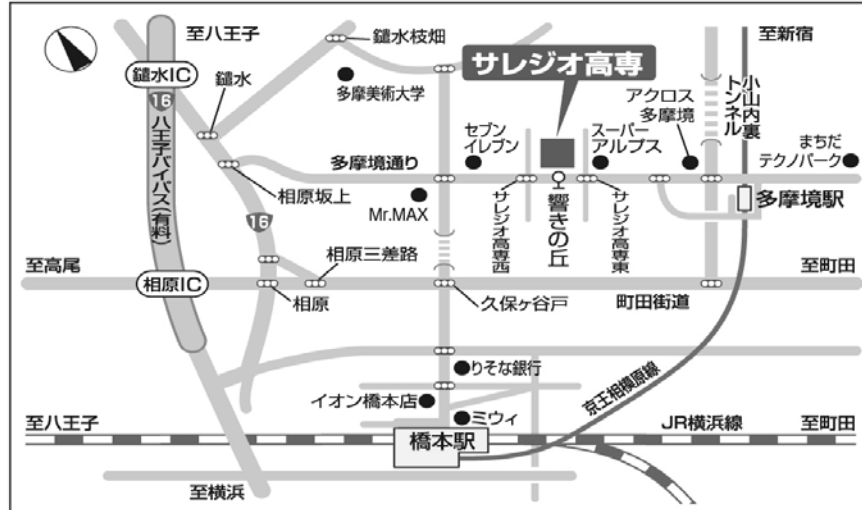 至八王子
鑓水枝畑
サレジオ高専
至新宿
鑓水IC
鑓水
多摩美術大学
セブン
イレブン
スーパー
アルプス
アクロス
多摩境
小山内裏
トンネル
まちだ
テクノパーク
16
八王子バイパス(有料)
多摩境通り
相原坂上
Mr.MAX
サレジオ高専西
響きの丘
サレジオ高専東
多摩境駅
16
至高尾
相原三差路
至町田
相原IC
相原
久保ヶ谷戸
町田街道
りそな銀行
イオン橋本店
ミウィ
京王相模原線
至八王子
橋本駅
JR横浜線
至町田
至横浜